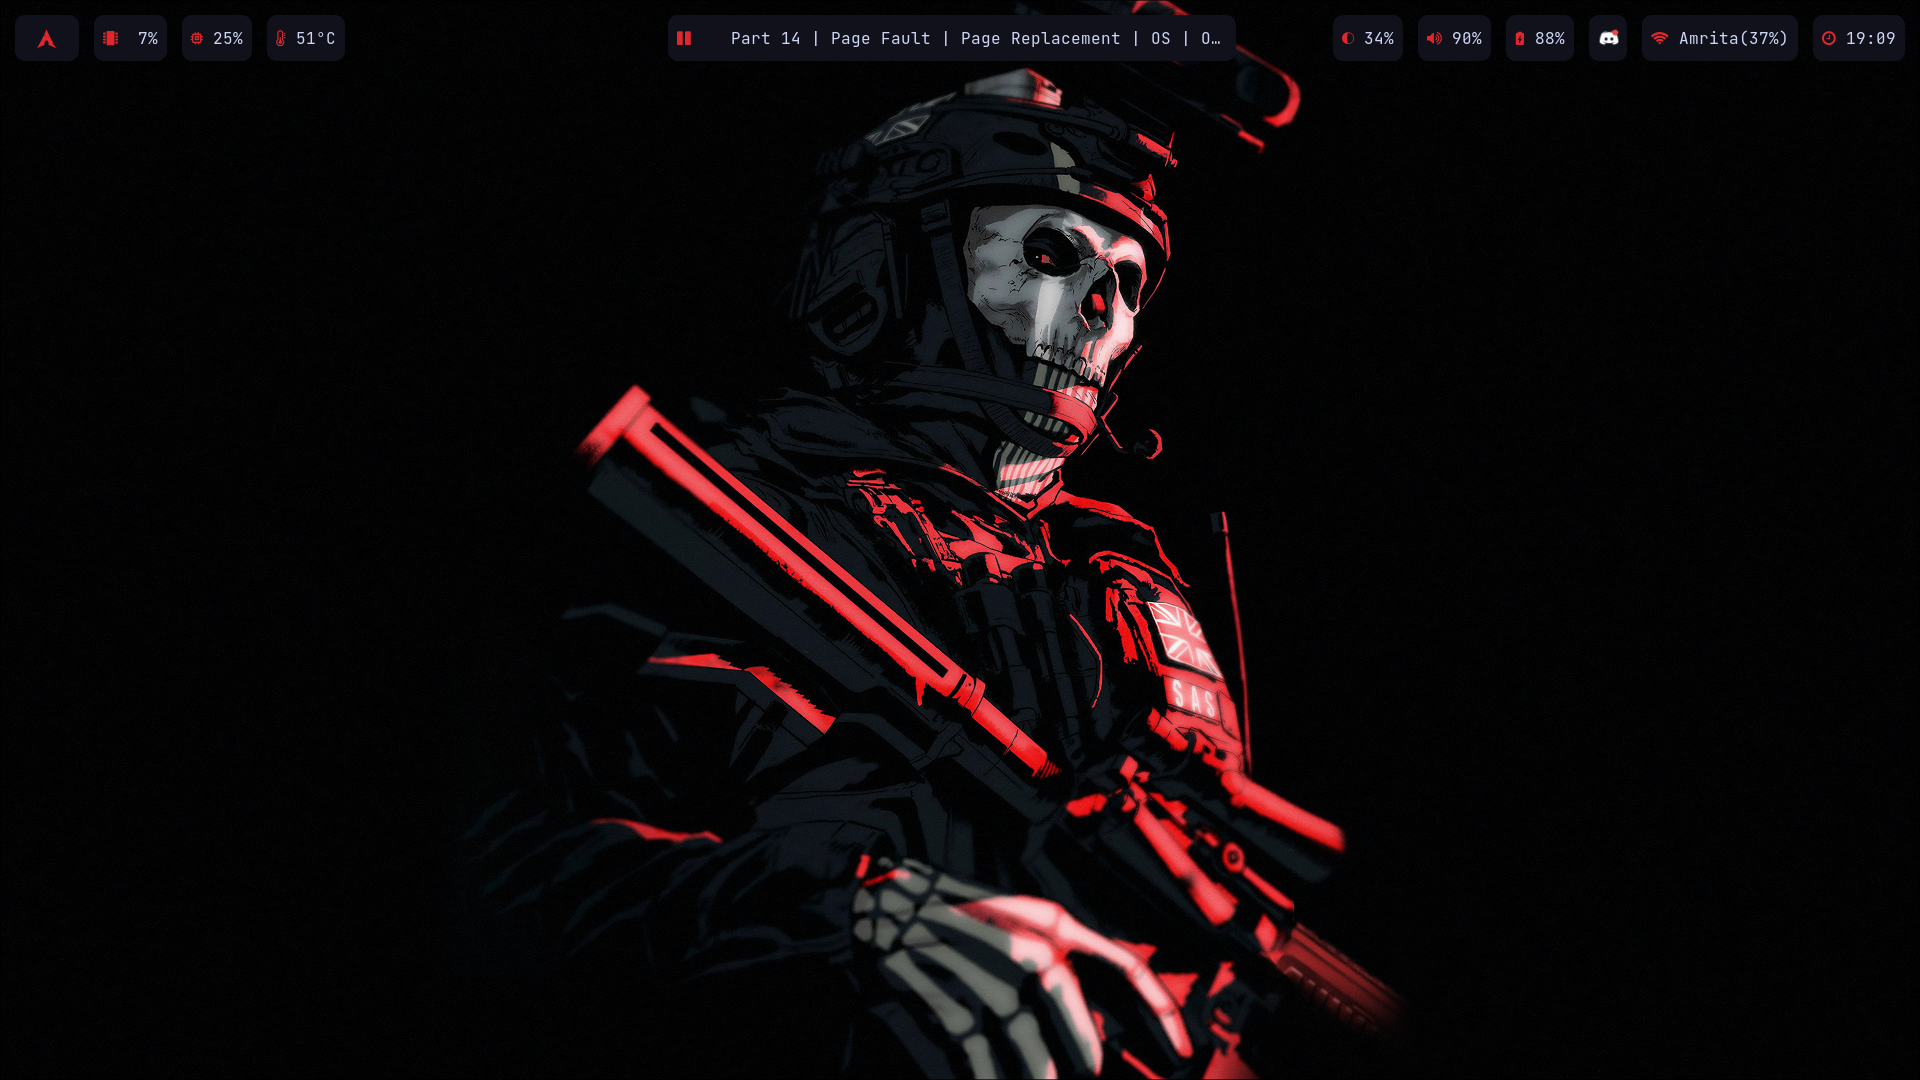 7% 25% 51°C Part 14 | Page Fault | Page Replacement | OS | O… 34% 90% 88% Amrita(37%) 19:09
SAS